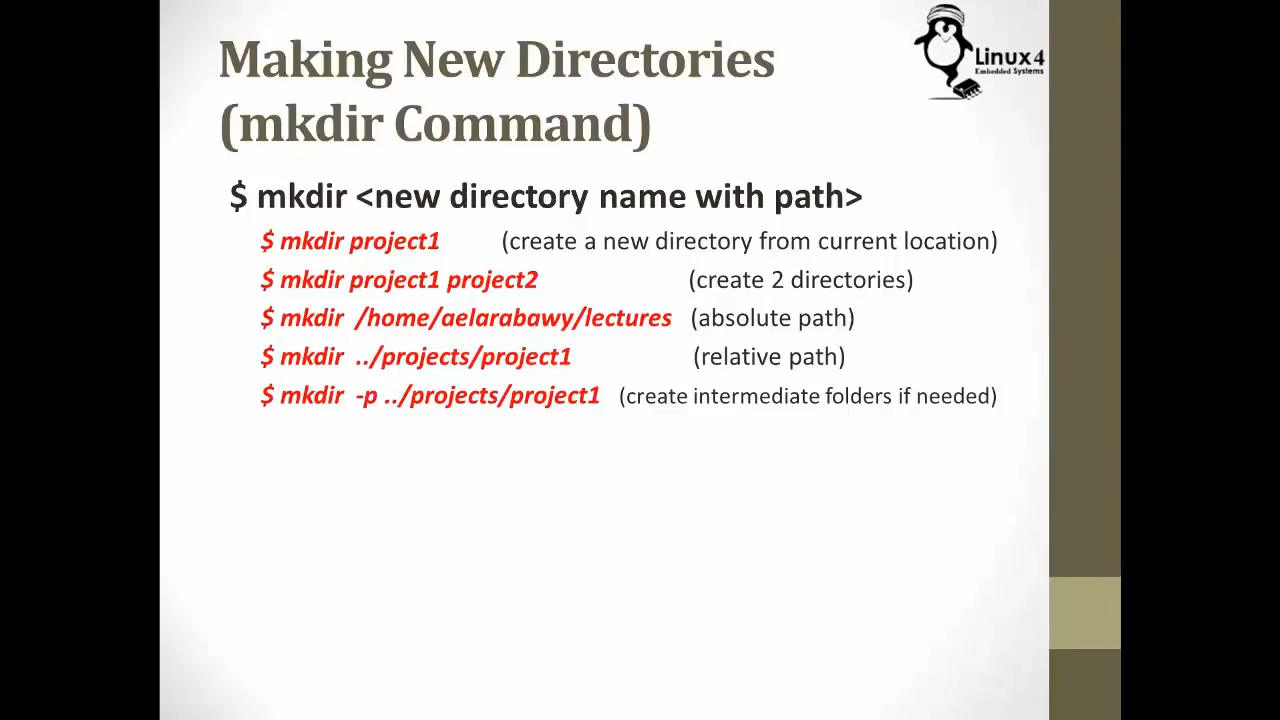 Making New Directories
(mkdir Command)
Linux 4
Embedded Systems
$ mkdir <new directory name with path>
$ mkdir project1 (create a new directory from current location)
$ mkdir project1 project2 (create 2 directories)
$ mkdir /home/aelarabawy/lectures (absolute path)
$ mkdir ../projects/project1 (relative path)
$ mkdir -p ../projects/project1 (create intermediate folders if needed)